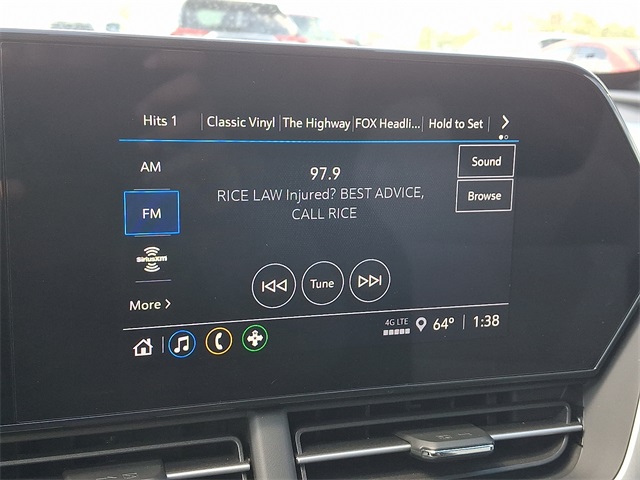 Hits 1 Classic Vinyl The Highway FOX Headli... Hold to Set
AM
97.9
Sound
RICE LAW Injured? BEST ADVICE,
CALL RICE
Browse
FM
SiriusXM
Tune
More
4G LTE 64° 1:38